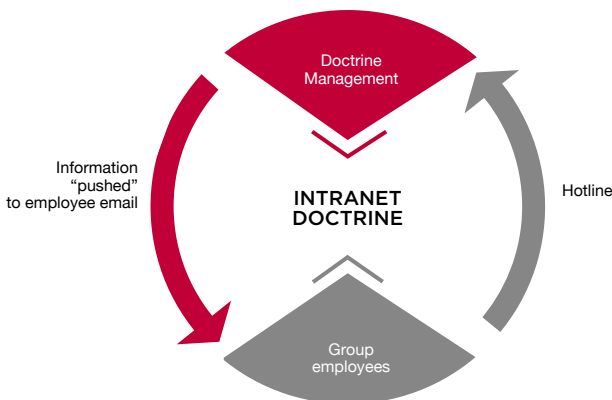 Doctrine
Management
Information
“pushed”
to employee email
INTRANET
DOCTRINE
Hotline
Group
employees